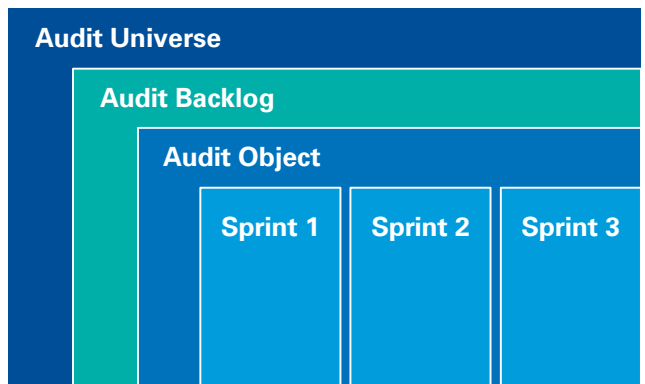 Audit Universe
Audit Backlog
Audit Object
Sprint 1 Sprint 2 Sprint 3